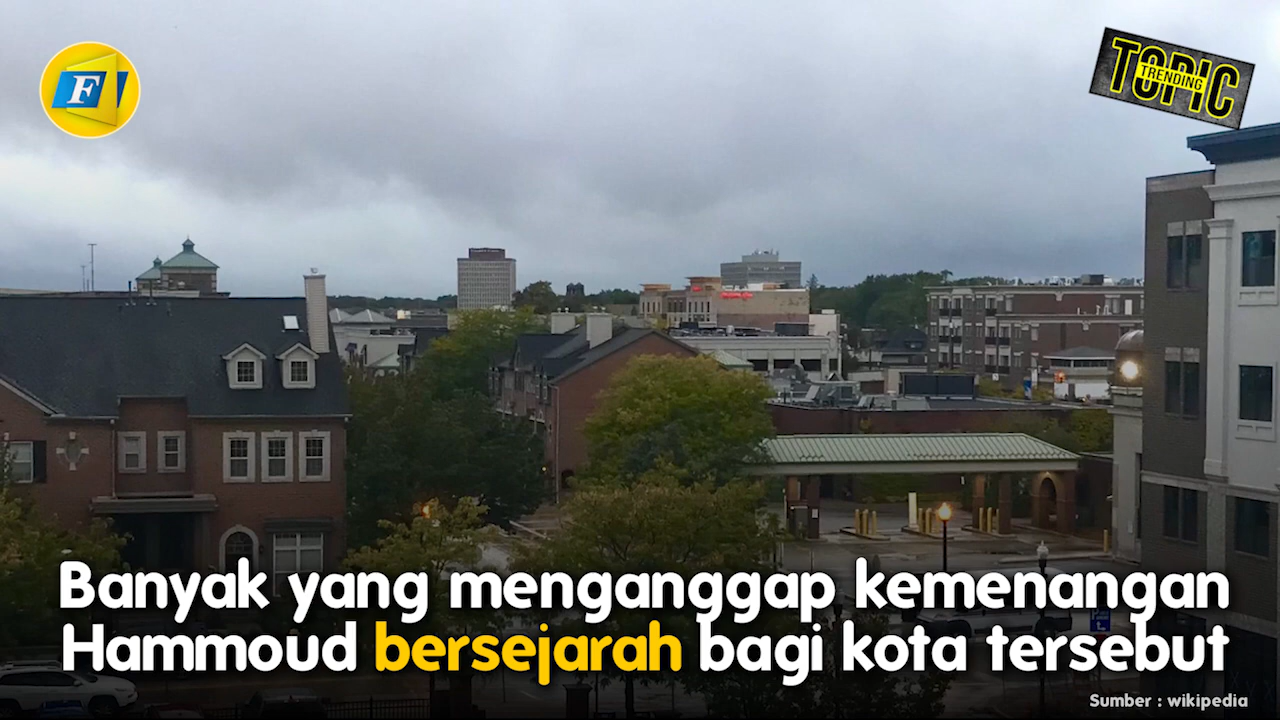 F
TOPIC
TRENDING
Banyak yang menganggap kemenangan
Hammoud bersejarah bagi kota tersebut
Sumber : wikipedia